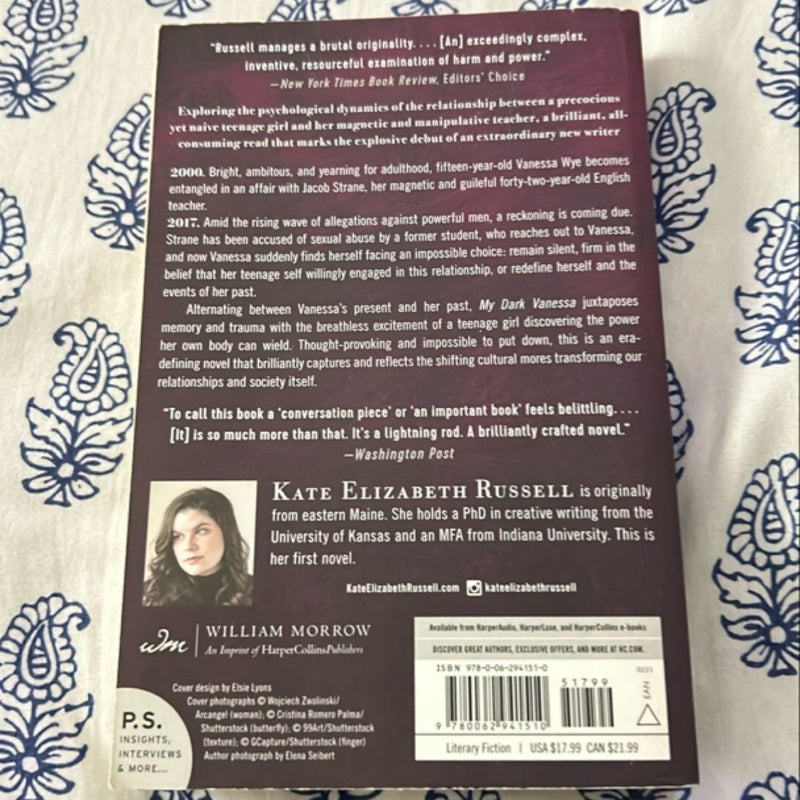 "Russell manages a brutal originality. . . . [An] exceedingly complex,
inventive, resourceful examination of harm and power."
—New York Times Book Review, Editors' Choice
Exploring the psychological dynamics of the relationship between a precocious
yet naive teenage girl and her magnetic and manipulative teacher, a brilliant, all-
consuming read that marks the explosive debut of an extraordinary new writer
2000. Bright, ambitious, and yearning for adulthood, fifteen-year-old Vanessa Wye becomes
entangled in an affair with Jacob Strane, her magnetic and guileful forty-two-year-old English
teacher.
2017. Amid the rising wave of allegations against powerful men, a reckoning is coming due.
Strane has been accused of sexual abuse by a former student, who reaches out to Vanessa,
and now Vanessa suddenly finds herself facing an impossible choice: remain silent, firm in the
belief that her teenage self willingly engaged in this relationship, or redefine herself and the
events of her past.
Alternating between Vanessa's present and her past, My Dark Vanessa juxtaposes
memory and trauma with the breathless excitement of a teenage girl discovering the power
her own body can wield. Thought-provoking and impossible to put down, this is an era-
defining novel that brilliantly captures and reflects the shifting cultural mores transforming our
relationships and society itself.
"To call this book a 'conversation piece' or 'an important book' feels belittling. . . .
[It] is so much more than that. It's a lightning rod. A brilliantly crafted novel."
—Washington Post
KATE ELIZABETH RUSSELL is originally
from eastern Maine. She holds a PhD in creative writing from the
University of Kansas and an MFA from Indiana University. This is
her first novel.
KateElizabethRussell.com kateelizabethrussell
wm WILLIAM MORROW
An Imprint of HarperCollinsPublishers
Cover design by Elsie Lyons
Cover photographs © Wojciech Zwolinski/
Arcangel (woman); © Cristina Romero Palma/
Shutterstock (butterfly); © 99Art/Shutterstock
(texture); © GCapture/Shutterstock (finger)
Author photograph by Elena Seibert
P.S.
INSIGHTS,
INTERVIEWS
& MORE...
Available from HarperAudio, HarperLuxe, and HarperCollins e-books
DISCOVER GREAT AUTHORS, EXCLUSIVE OFFERS, AND MORE AT HC.COM.
ISBN 978-0-06-294151-0
0221
51799
EAN
9 780062 941510
Literary Fiction | USA $17.99 CAN $21.99